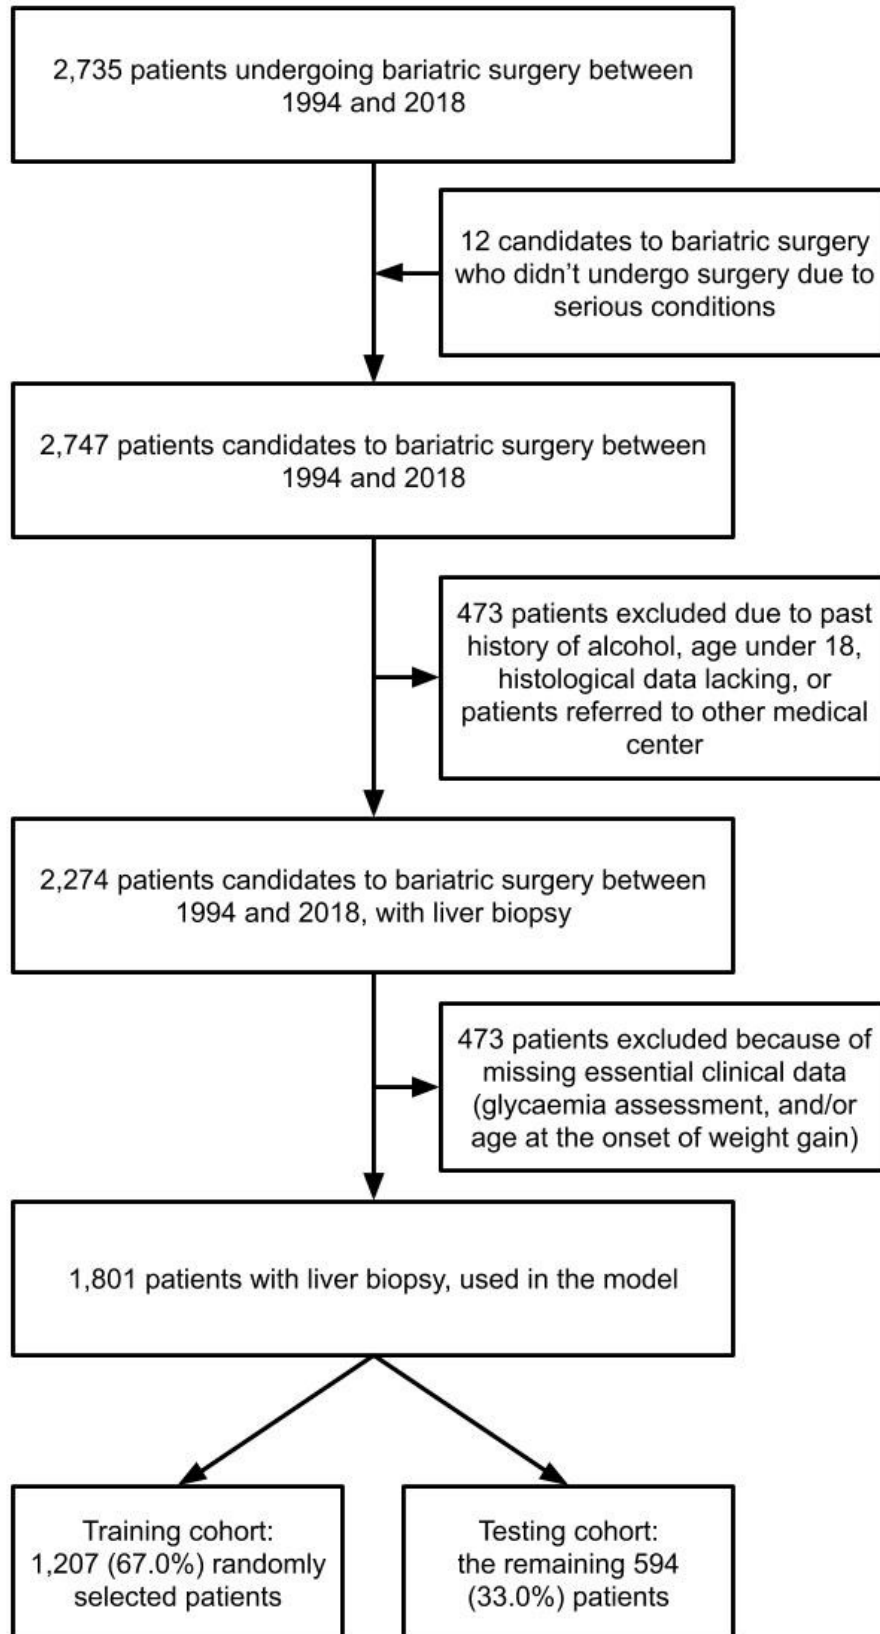 2,735 patients undergoing bariatric surgery between
1994 and 2018
12 candidates to bariatric surgery
who didn’t undergo surgery due to
serious conditions
2,747 patients candidates to bariatric surgery between
1994 and 2018
473 patients excluded due to past
history of alcohol, age under 18,
histological data lacking, or
patients referred to other medical
center
2,274 patients candidates to bariatric surgery between
1994 and 2018, with liver biopsy
473 patients excluded because of
missing essential clinical data
(glycaemia assessment, and/or
age at the onset of weight gain)
1,801 patients with liver biopsy, used in the model
Training cohort:
1,207 (67.0%) randomly
selected patients
Testing cohort:
the remaining 594
(33.0%) patients